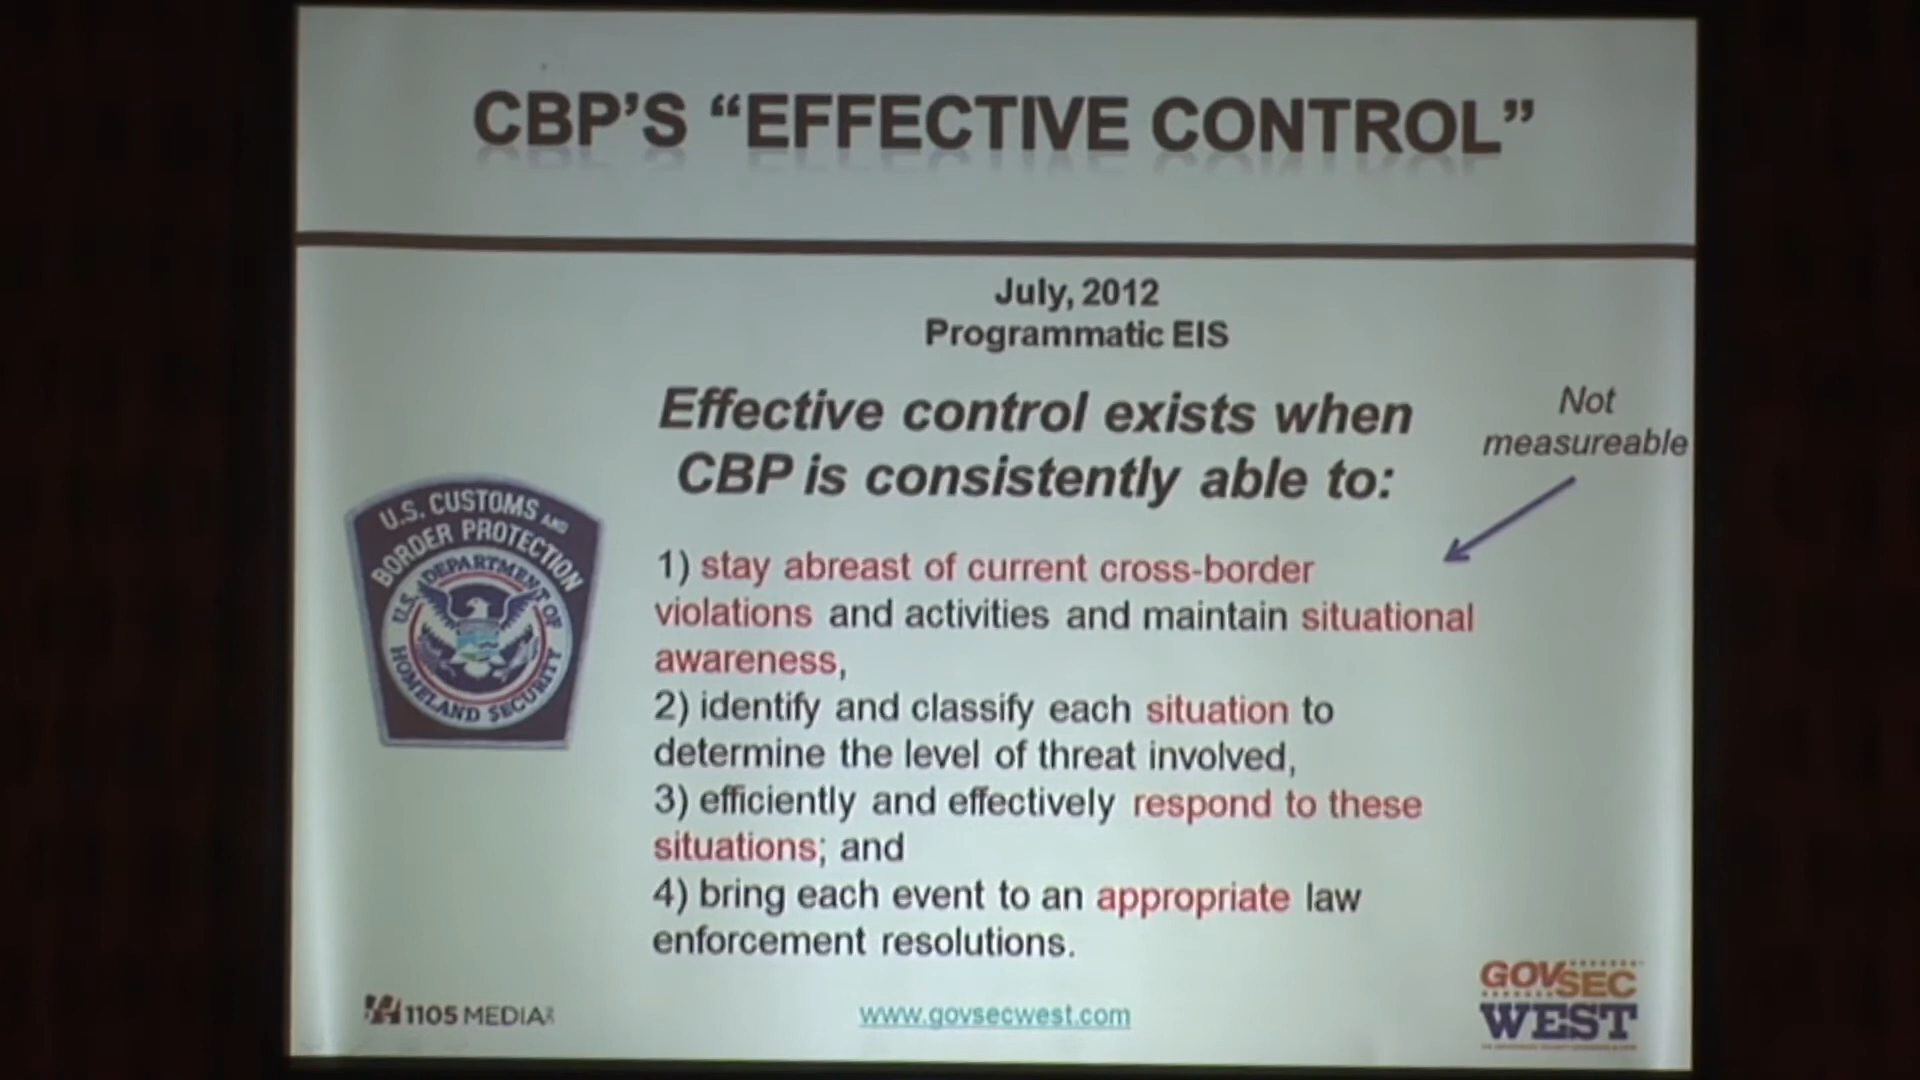 CBP'S “EFFECTIVE CONTROL”
July, 2012
Programmatic EIS
Effective control exists when
CBP is consistently able to:
Not
measureable
1) stay abreast of current cross-border
violations and activities and maintain situational
awareness,
2) identify and classify each situation to
determine the level of threat involved,
3) efficiently and effectively respond to these
situations; and
4) bring each event to an appropriate law
enforcement resolutions.
U.S. CUSTOMS AND
BORDER PROTECTION
U.S. DEPARTMENT OF
HOMELAND SECURITY
1105 MEDIA
www.govsecwest.com
GOVSEC
WEST